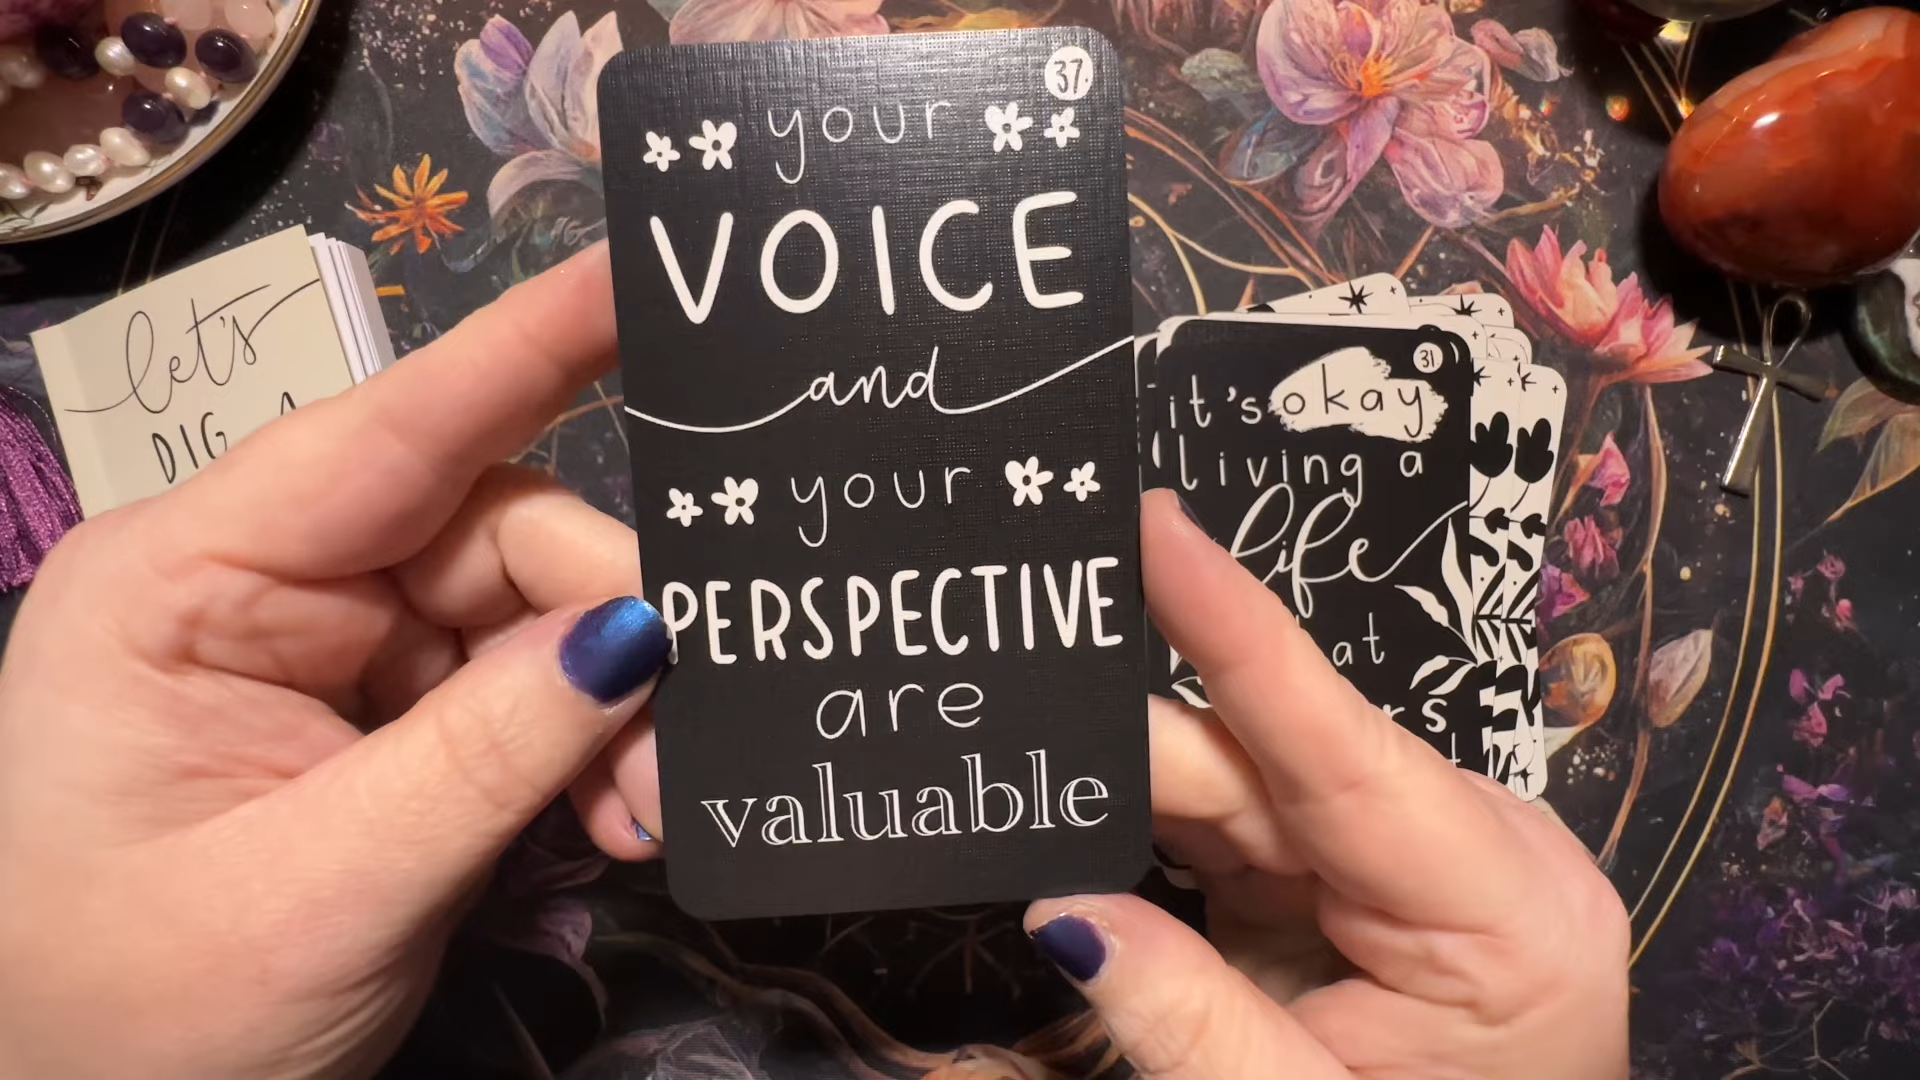 37
your
VOICE
and
your
PERSPECTIVE
are
valuable
let's
DIG
31
it's okay
living a
life